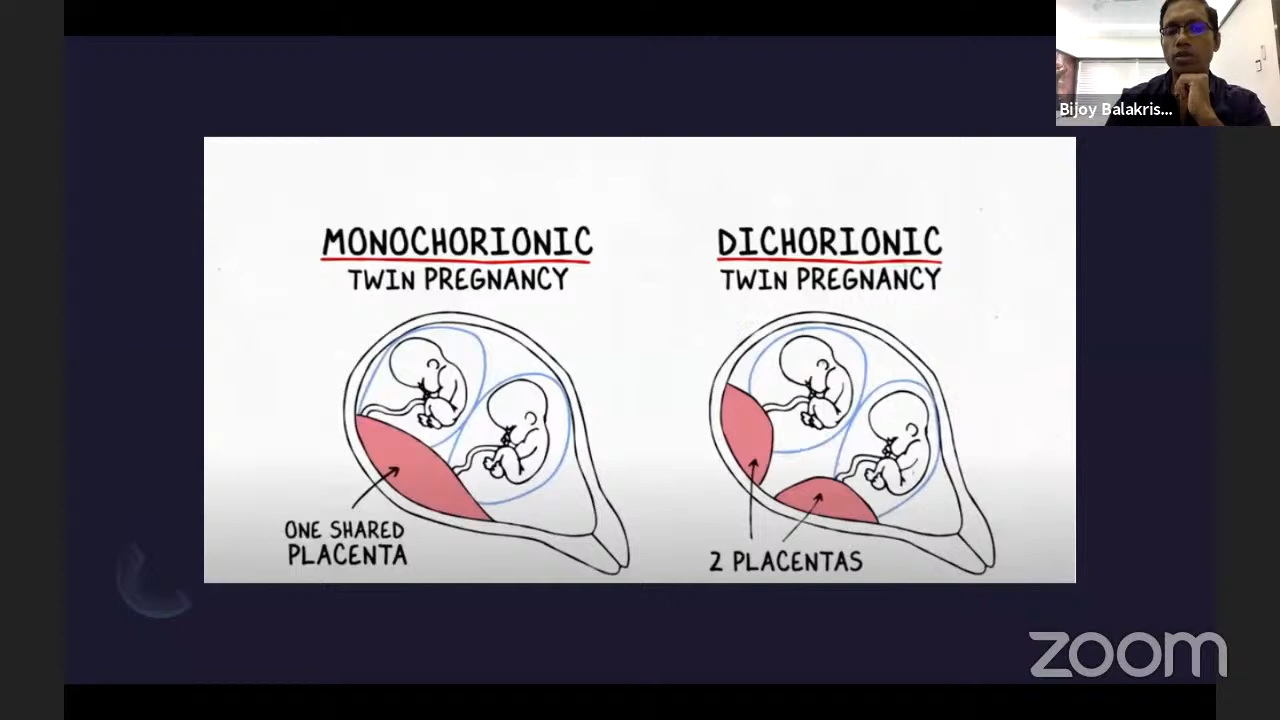 Bijoy Balakris...
MONOCHORIONIC
TWIN PREGNANCY
ONE SHARED
PLACENTA
DICHORIONIC
TWIN PREGNANCY
2 PLACENTAS
zoom